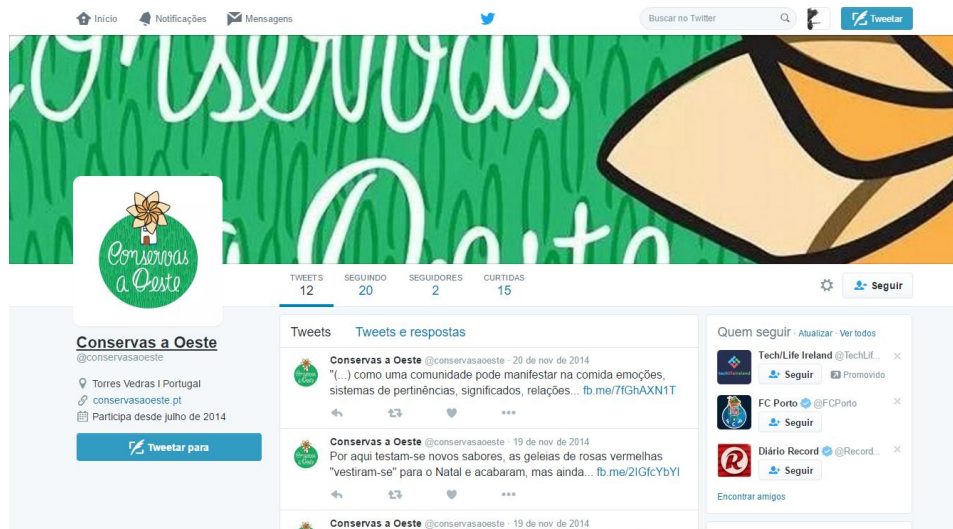 Início
Notificações
Mensagens
Buscar no Twitter
Tweetar
Conservas
a Oeste
Conservas
a Oeste
TWEETS
12
SEGUINDO
20
SEGUIDORES
2
CURTIDAS
15
Seguir
Conservas a Oeste
@conservasaoeste
Torres Vedras l Portugal
conservasaoeste.pt
Participa desde julho de 2014
Tweetar para
Tweets Tweets e respostas
Conservas a Oeste @conservasaoeste · 20 de nov de 2014
"(...) como uma comunidade pode manifestar na comida emoções,
sistemas de pertinências, significados, relações... fb.me/7fGhAXN1T
Conservas a Oeste @conservasaoeste · 19 de nov de 2014
Por aqui testam-se novos sabores, as geleias de rosas vermelhas
"vestiram-se" para o Natal e acabaram, mas ainda... fb.me/2IGfcYbYI
Conservas a Oeste @conservasaoeste · 19 de nov de 2014
Quem seguir · Atualizar · Ver todos
Tech/Life Ireland @TechLif...
Seguir
Promovido
FC Porto @FCPorto
Seguir
Diário Record @Record...
Seguir
Encontrar amigos